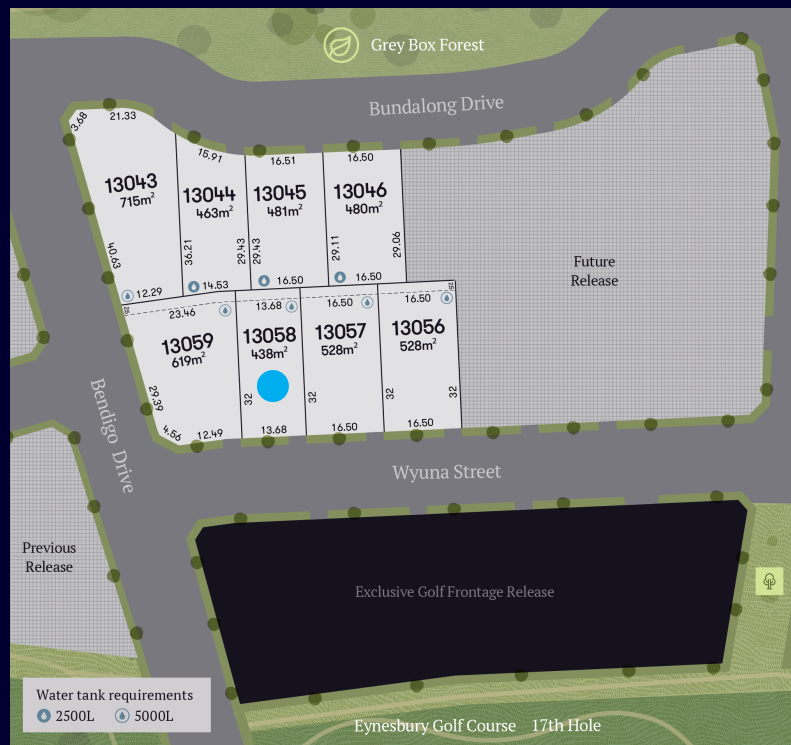 Grey Box Forest
Bundalong Drive
3.68
21.33
15.91
16.51
16.50
13043
715m²
13044
463m²
13045
481m²
13046
480m²
40.63
36.21
29.43
29.43
29.11
29.06
12.29
14.53
16.50
16.50
Future
Release
23.46
13.68
16.50
16.50
13059
619m²
13058
438m²
13057
528m²
13056
528m²
29.39
32
32
32
32
4.56
12.49
13.68
16.50
16.50
Bendigo Drive
Wyuna Street
Previous
Release
Exclusive Golf Frontage Release
Water tank requirements
2500L
5000L
Eynesbury Golf Course 17th Hole